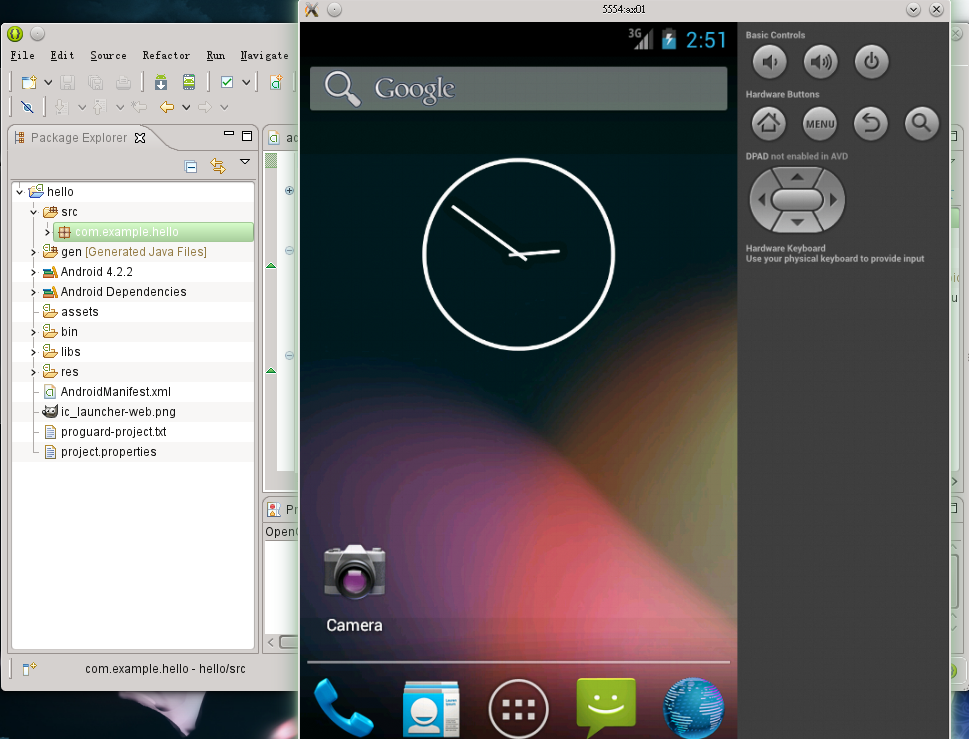 5554:ax01
File Edit Source Refactor Run Navigate
Package Explorer
hello
src
com.example.hello
gen [Generated Java Files]
Android 4.2.2
Android Dependencies
assets
bin
libs
res
AndroidManifest.xml
ic_launcher-web.png
proguard-project.txt
project.properties
com.example.hello - hello/src
3G
2:51
Google
Camera
Basic Controls
Hardware Buttons
MENU
DPAD not enabled in AVD
Hardware Keyboard
Use your physical keyboard to provide input